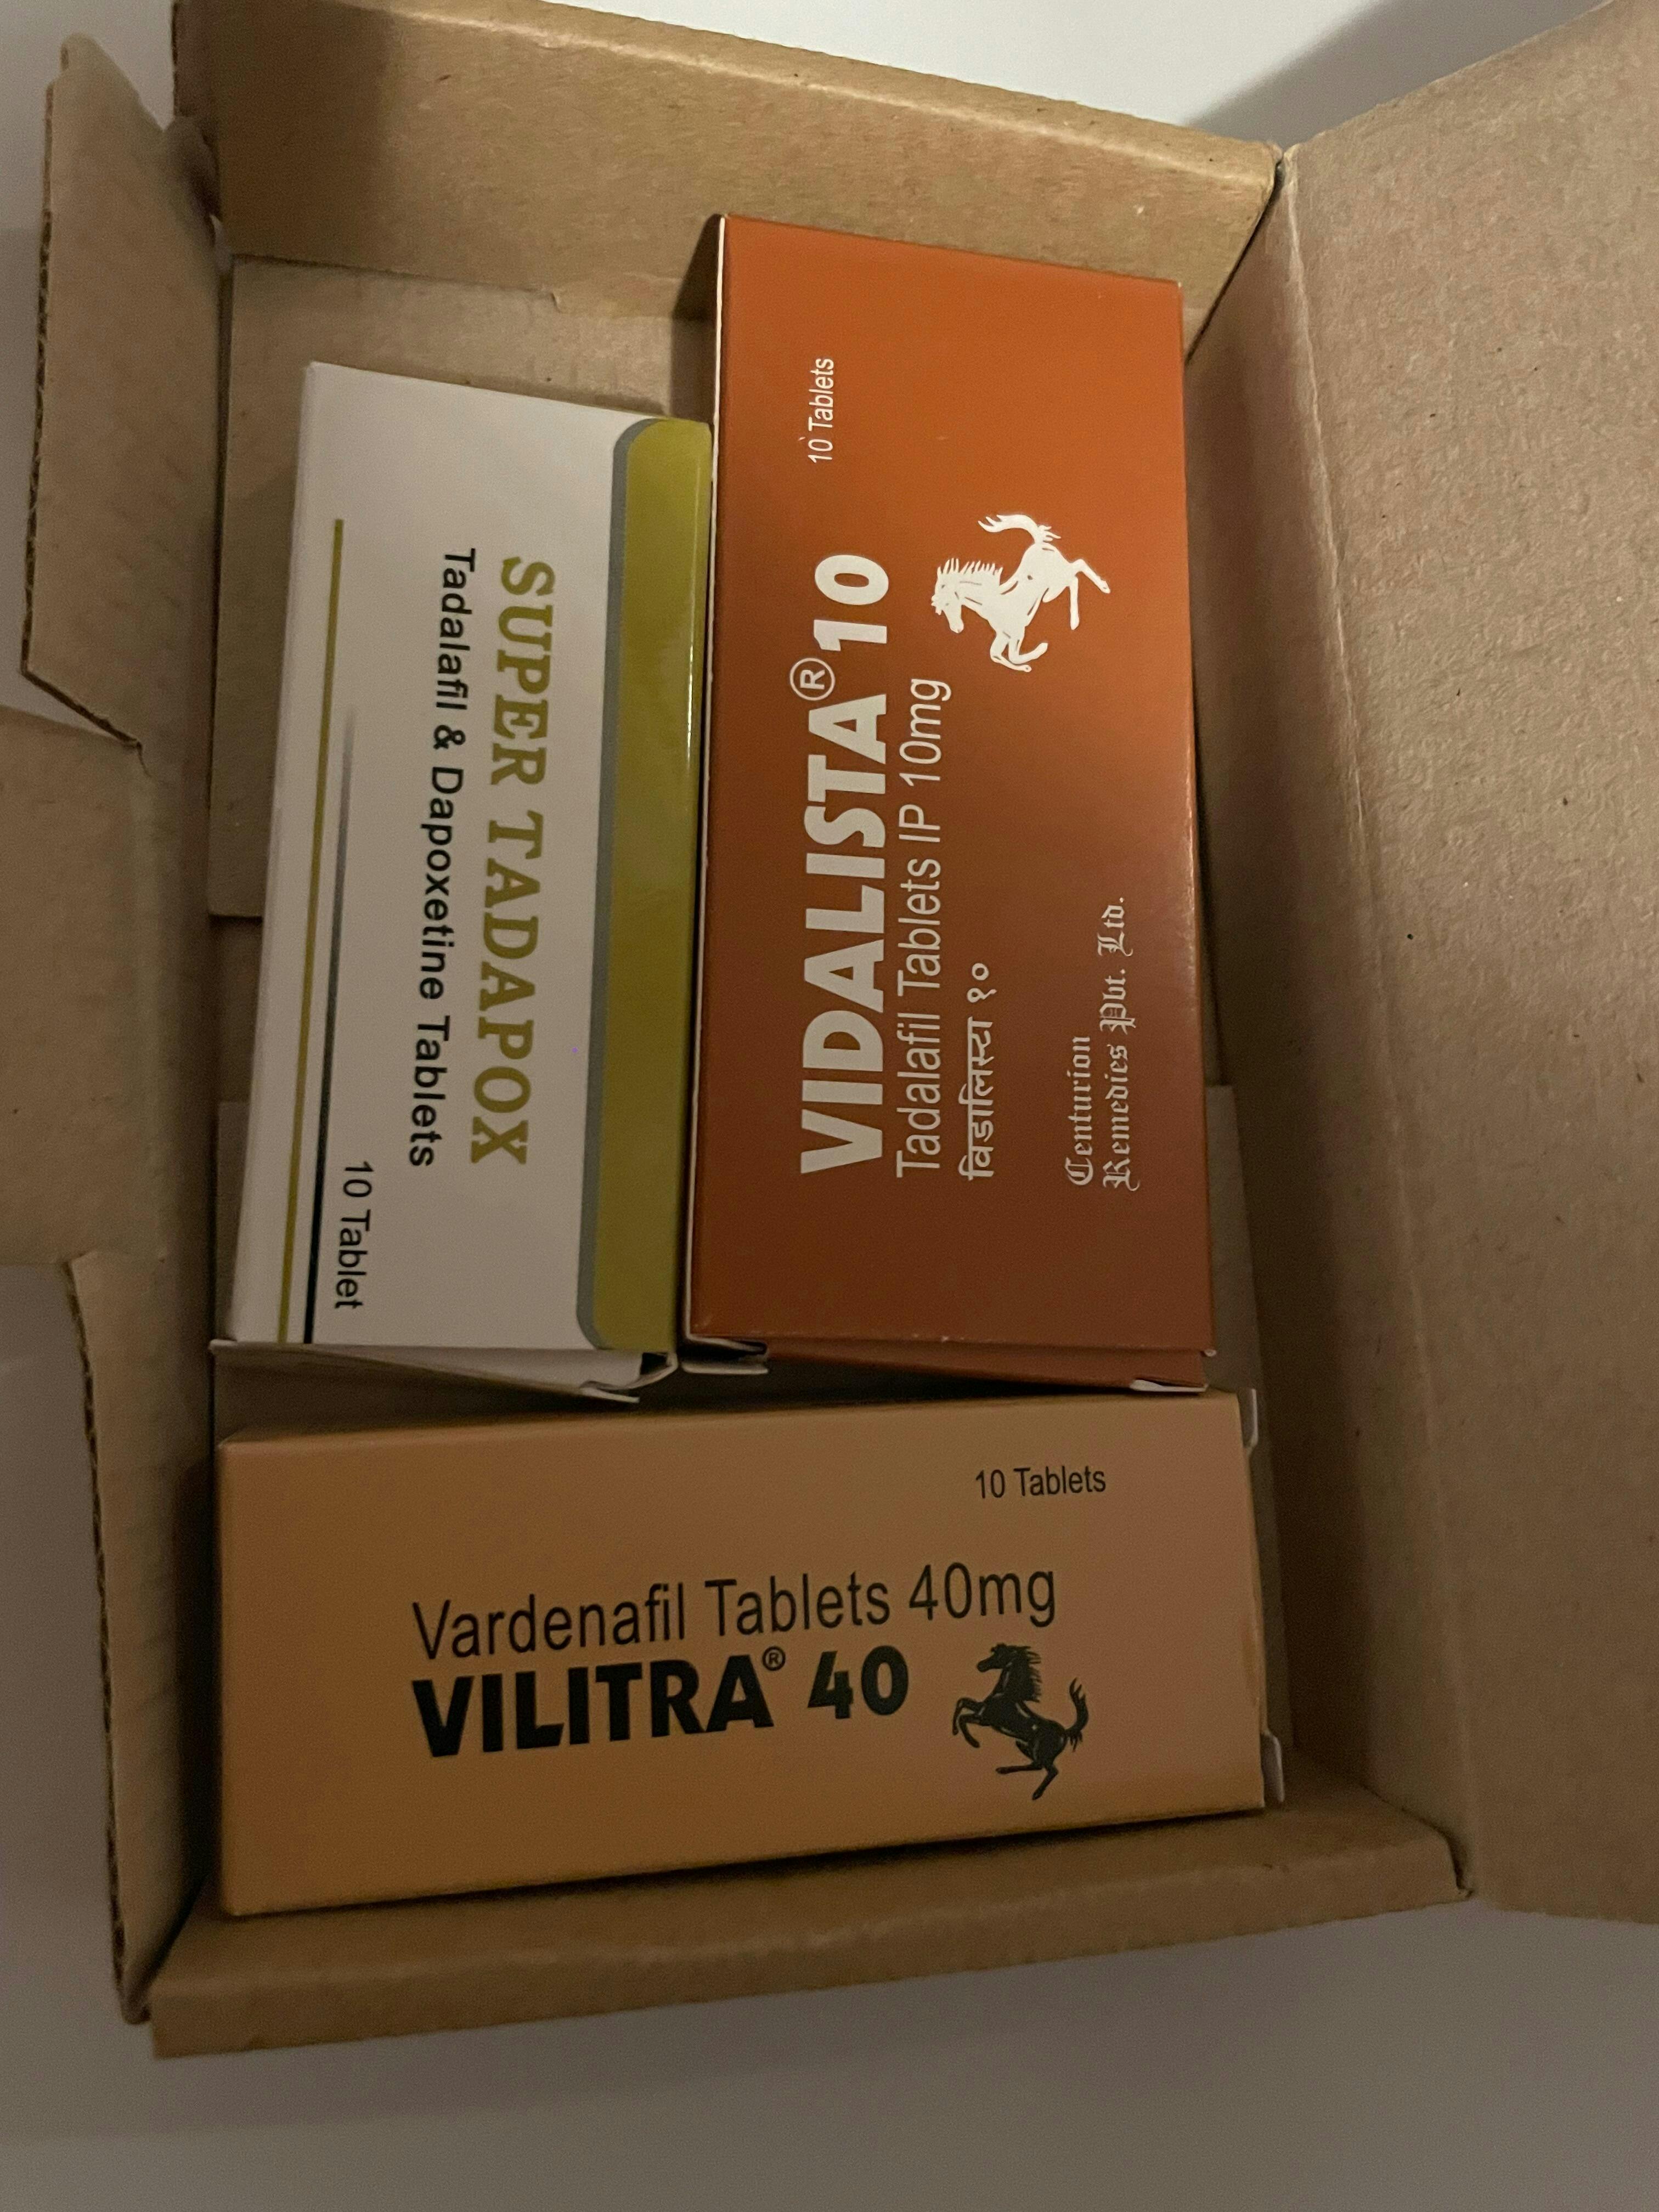 SUPER TADAPOX
Tadalafil & Dapoxetine Tablets
10 Tablet
10 Tablets
VIDALISTA® 10
Tadalafil Tablets IP 10mg
विडालिस्टा १०
Centurion
Remedies Pvt. Ltd.
10 Tablets
Vardenafil Tablets 40mg
VILITRA® 40